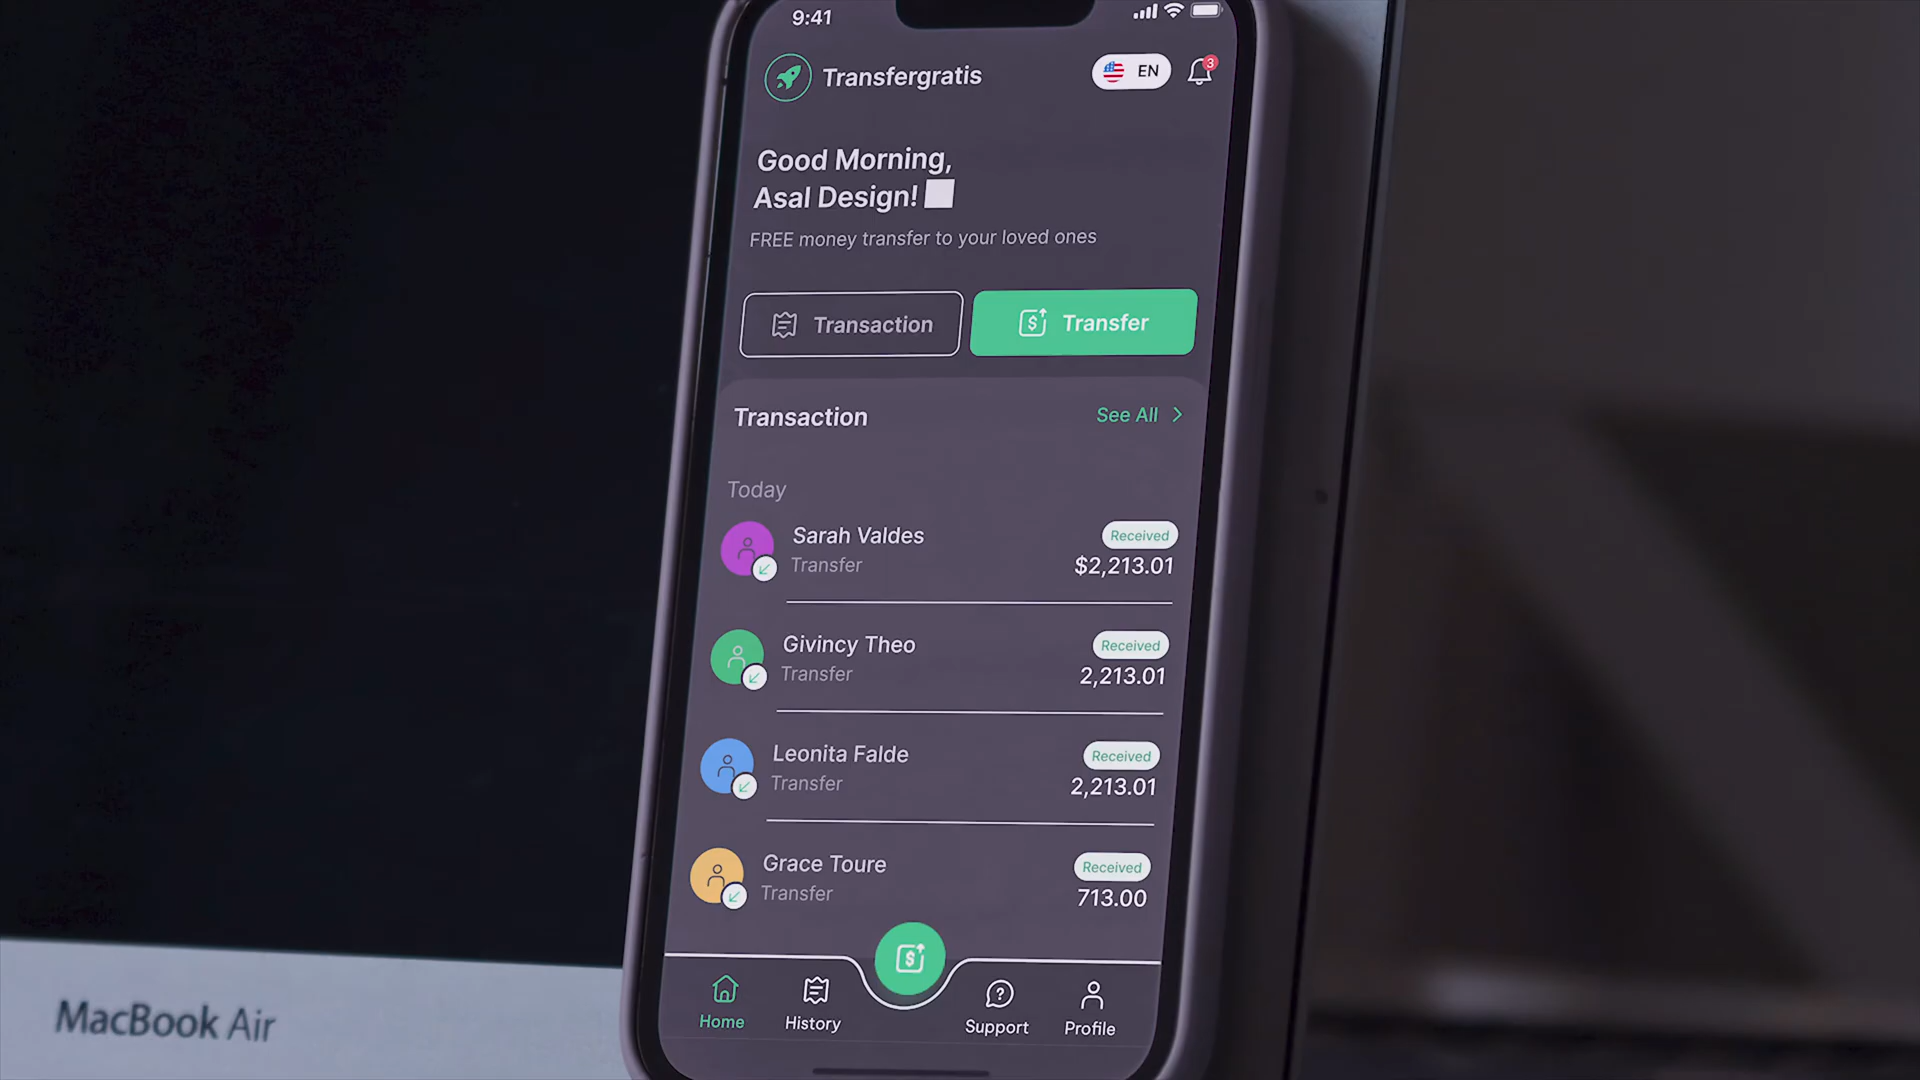 9:41
Transfergratis
EN
3
Good Morning,
Asal Design!
FREE money transfer to your loved ones
Transaction
Transfer
Transaction
See All
Today
Sarah Valdes
Received
Transfer
$2,213.01
Givincy Theo
Received
Transfer
2,213.01
Leonita Falde
Received
Transfer
2,213.01
Grace Toure
Received
Transfer
713.00
Home
History
Support
Profile
MacBook Air